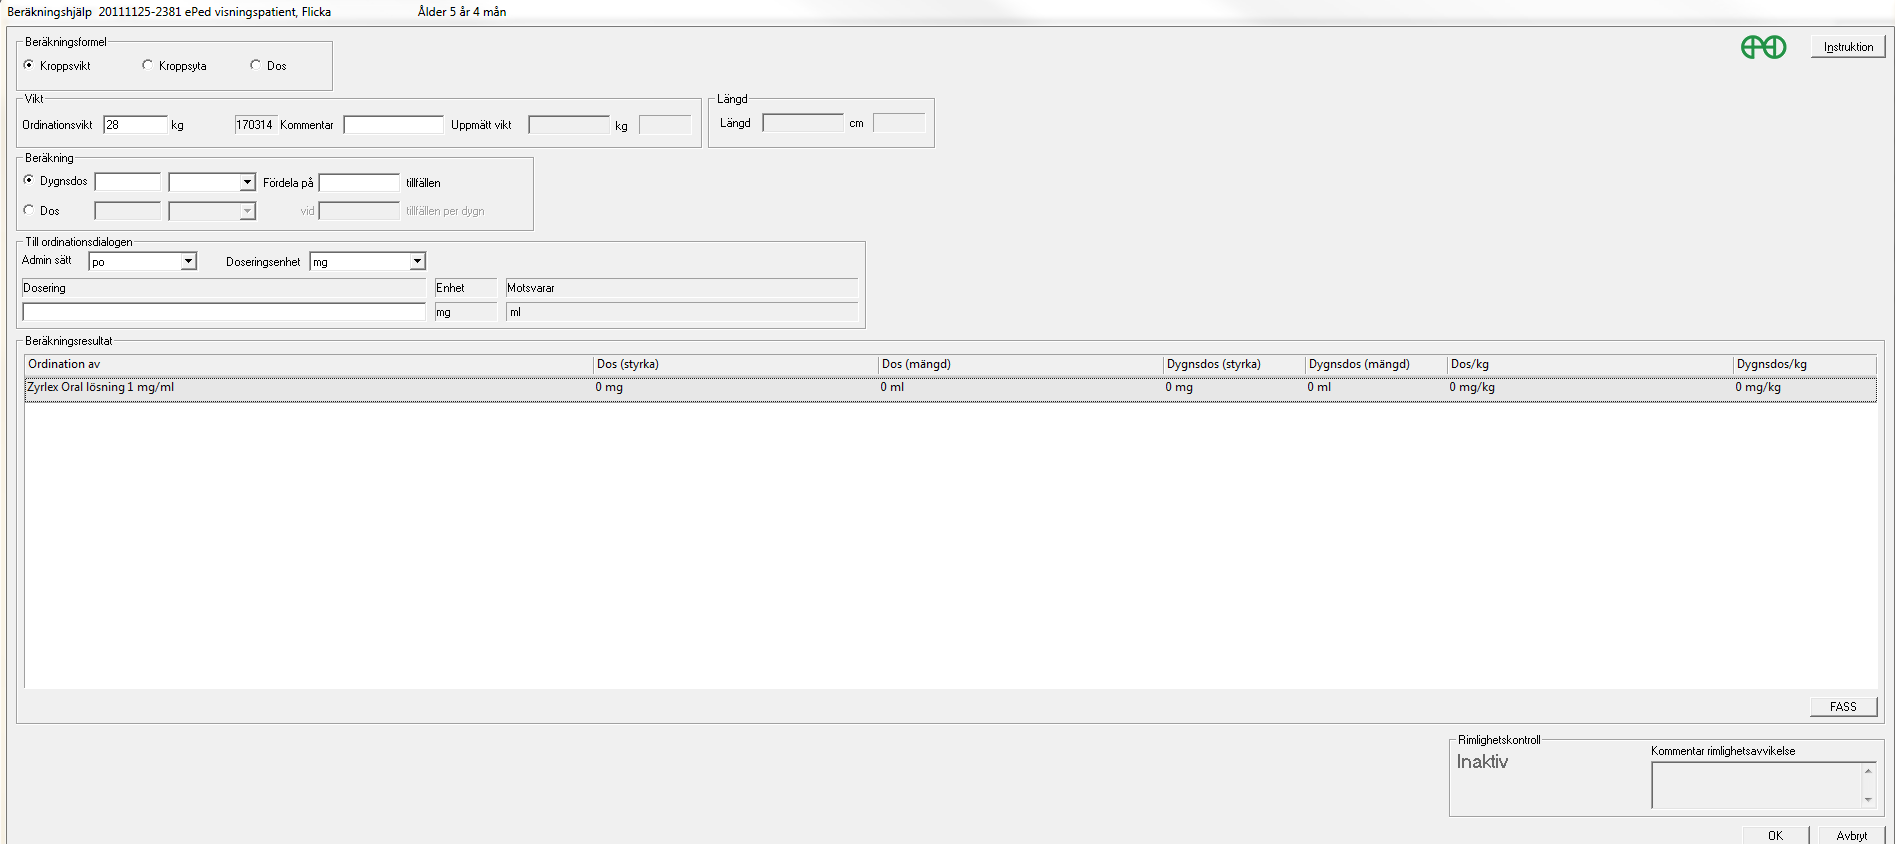 Beräkningshjälp 20111125-2381 ePed visningspatient, Flicka Ålder 5 år 4 mån
Beräkningsformel
Kroppsvikt Kroppsyta Dos
Instruktion
Vikt
Ordinationsvikt 28 kg 170314 Kommentar Uppmätt vikt kg
Längd
Längd cm
Beräkning
Dygnsdos Fördela på tillfällen
Dos vid tillfällen per dygn
Till ordinationsdialogen
Admin sätt po Doseringsenhet mg
Dosering Enhet Motsvarar
mg ml
Beräkningsresultat
Ordination av Dos (styrka) Dos (mängd) Dygnsdos (styrka) Dygnsdos (mängd) Dos/kg Dygnsdos/kg
Zyrlex Oral lösning 1 mg/ml 0 mg 0 ml 0 mg 0 ml 0 mg/kg 0 mg/kg
FASS
Rimlighetskontroll
Inaktiv
Kommentar rimlighetsavvikelse
OK Avbryt